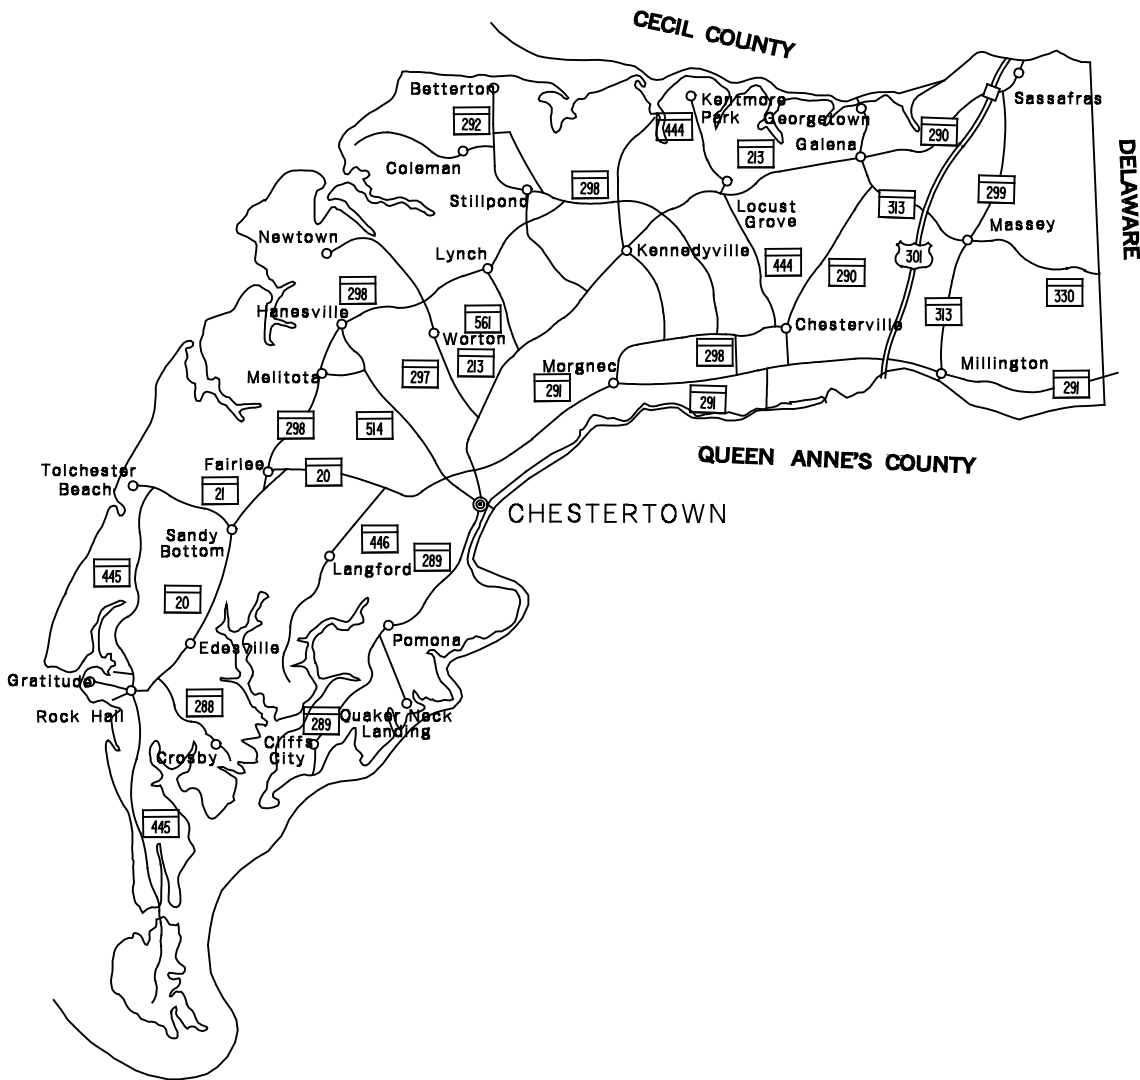 CECIL COUNTY
Betterton
Kentmore
Park
Georgetown
Sassafras
292
444
290
213
Galena
DELAWARE
Coleman
Stillpond
298
299
313
Locust
Grove
Massey
Newtown
Lynch
Kennedyville
301
444
290
298
330
Hanesville
561
313
Worton
Chesterville
213
298
Melitota
297
Morgnec
291
Millington
291
291
298
514
QUEEN ANNE'S COUNTY
Tolchester
Beach
Fairlee
20
21
CHESTERTOWN
Sandy
Bottom
446
289
Langford
445
20
Pomona
Edesville
Gratitude
288
Rock Hall
289
Quaker Neck
Landing
Cliffs
City
Crosby
445